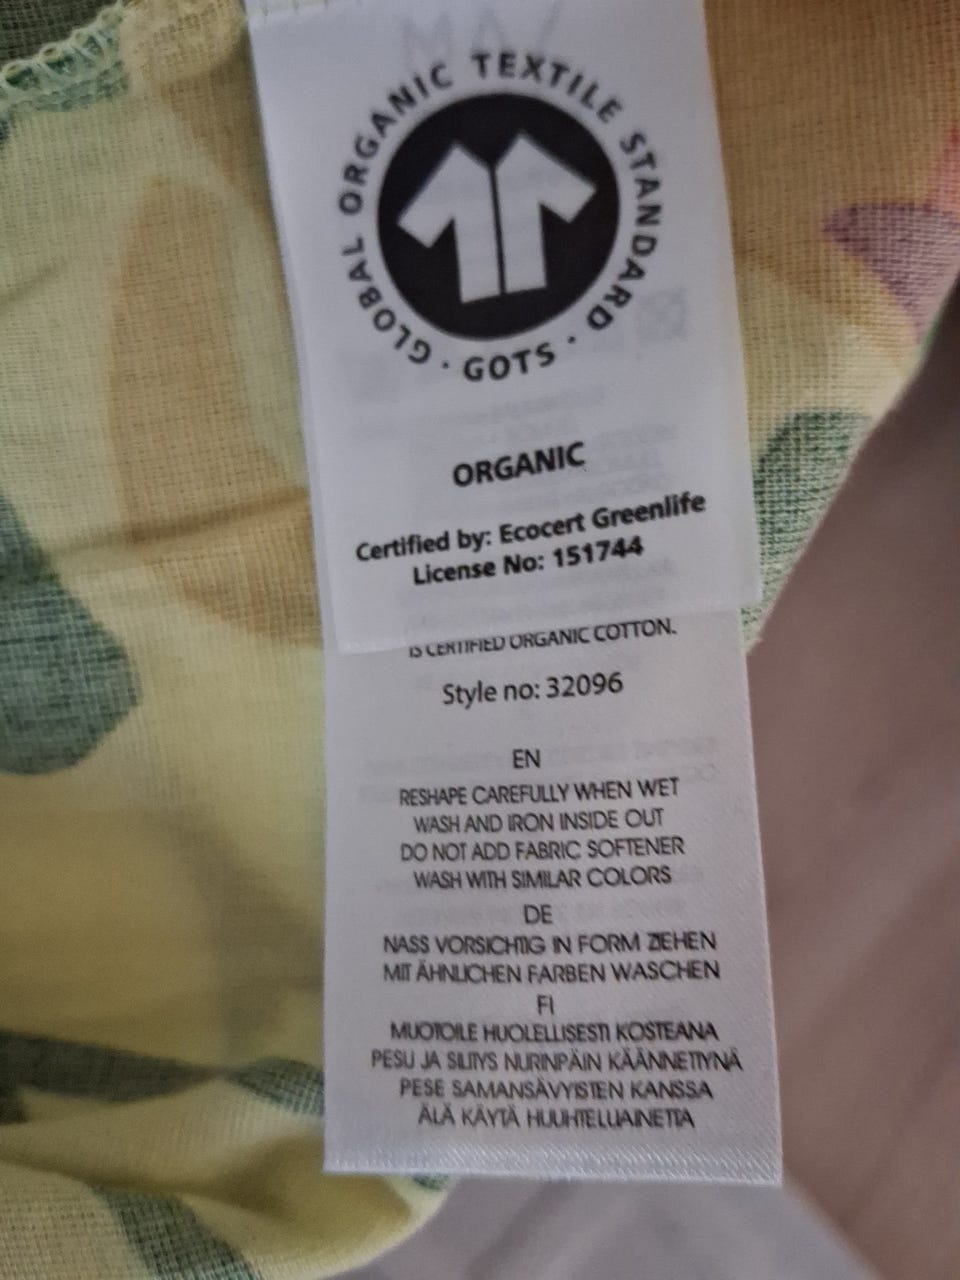 GLOBAL ORGANIC TEXTILE STANDARD · GOTS ·
ORGANIC
Certified by: Ecocert Greenlife
License No: 151744
IS CERTIFIED ORGANIC COTTON.
Style no: 32096
EN
RESHAPE CAREFULLY WHEN WET
WASH AND IRON INSIDE OUT
DO NOT ADD FABRIC SOFTENER
WASH WITH SIMILAR COLORS
DE
NASS VORSICHTIG IN FORM ZIEHEN
MIT ÄHNLICHEN FARBEN WASCHEN
FI
MUOTOILE HUOLELLISESTI KOSTEANA
PESU JA SILITYS NURINPÄIN KÄÄNNETTYNÄ
PESE SAMANSÄVYISTEN KANSSA
ÄLÄ KÄYTÄ HUUHTELUAINETTA